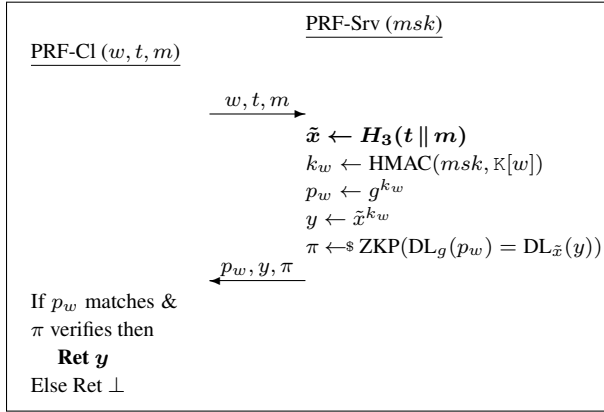 PRF-Srv (msk)
PRF-Cl (w, t, m)
w, t, m
x̃ ← H₃(t ∥ m)
k_w ← HMAC(msk, K[w])
p_w ← g^{k_w}
y ← x̃^{k_w}
π ←$ ZKP(DL_g(p_w) = DL_x̃(y))
p_w, y, π
If p_w matches &
π verifies then
Ret y
Else Ret ⊥